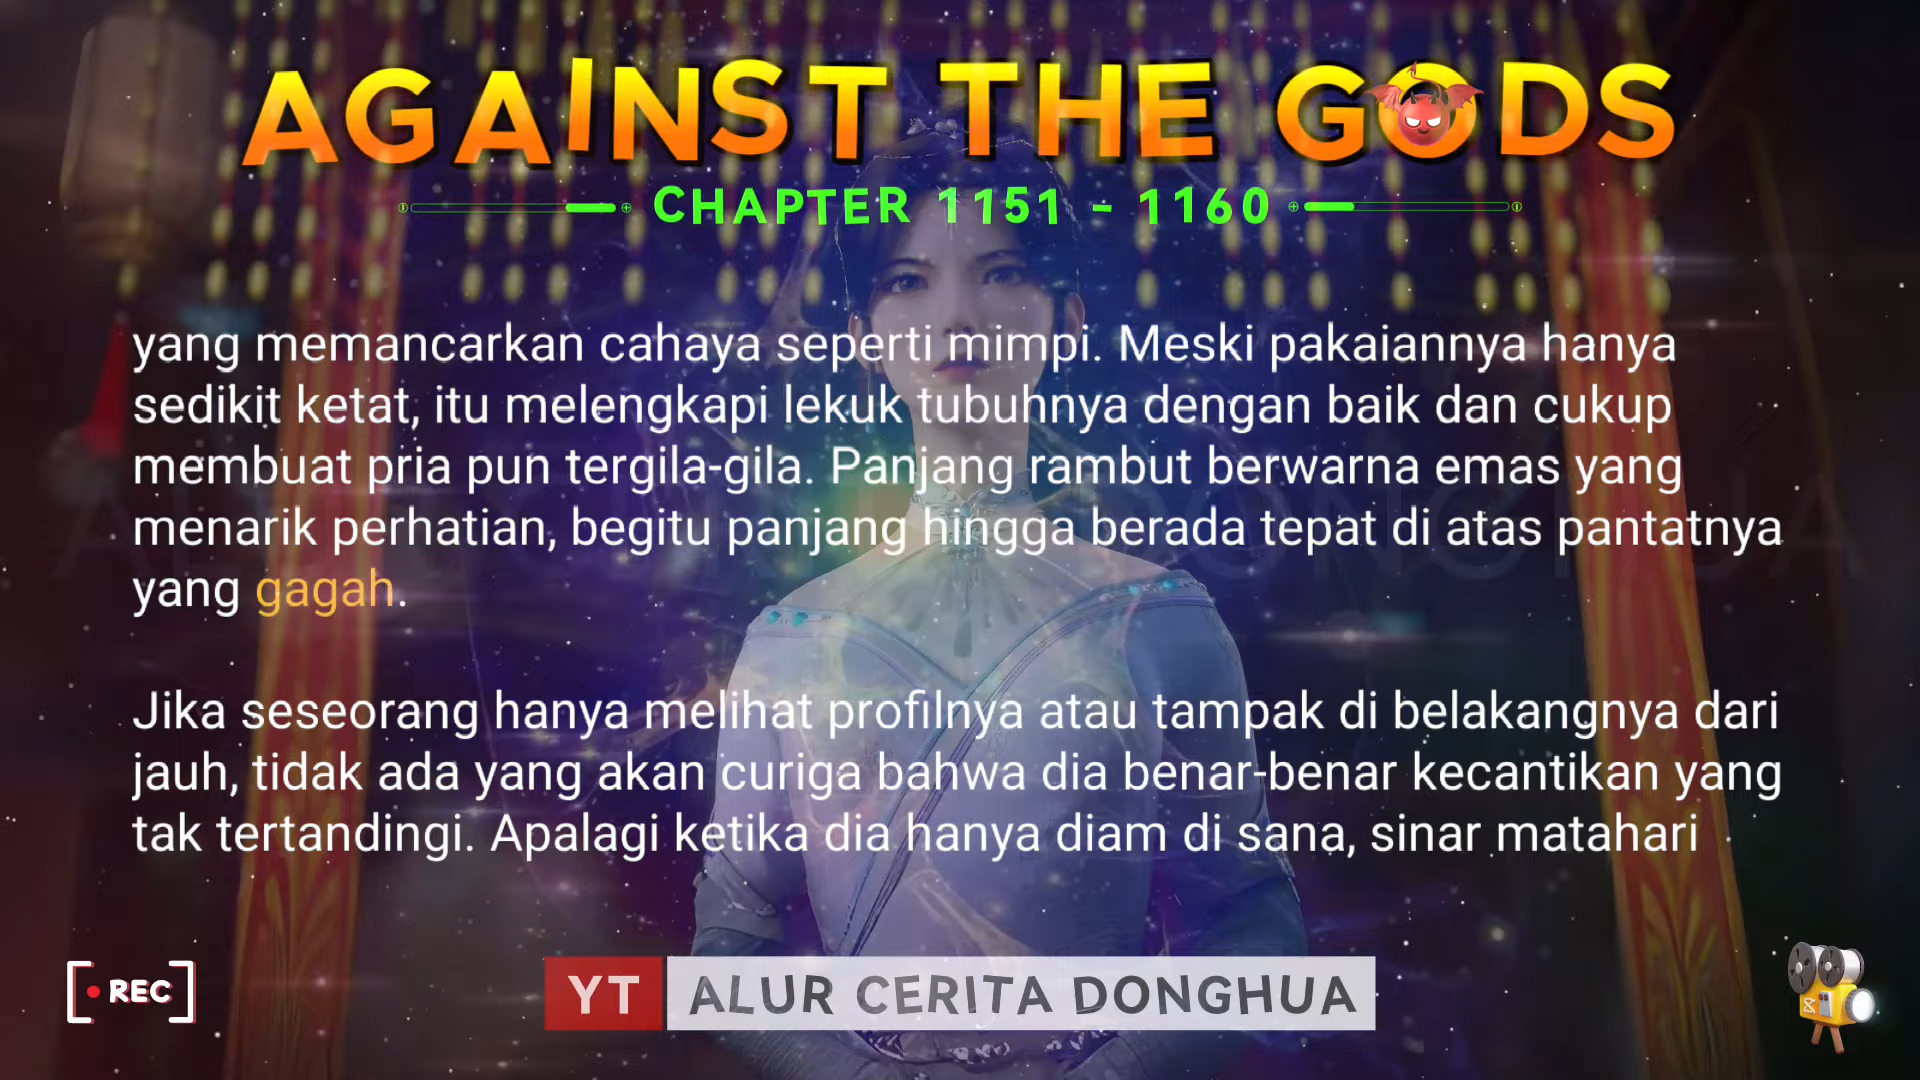 AGAINST THE GODS
CHAPTER 1151 - 1160
yang memancarkan cahaya seperti mimpi. Meski pakaiannya hanya
sedikit ketat, itu melengkapi lekuk tubuhnya dengan baik dan cukup
membuat pria pun tergila-gila. Panjang rambut berwarna emas yang
menarik perhatian, begitu panjang hingga berada tepat di atas pantatnya
yang gagah.
Jika seseorang hanya melihat profilnya atau tampak di belakangnya dari
jauh, tidak ada yang akan curiga bahwa dia benar-benar kecantikan yang
tak tertandingi. Apalagi ketika dia hanya diam di sana, sinar matahari
REC
YT ALUR CERITA DONGHUA